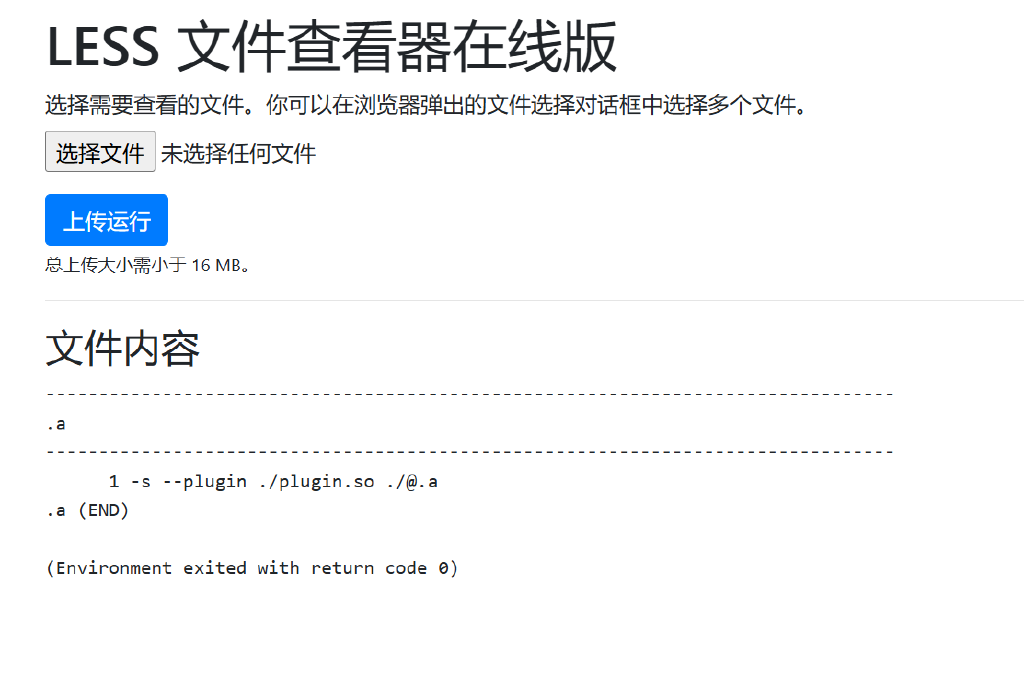 LESS 文件查看器在线版
选择需要查看的文件。你可以在浏览器弹出的文件选择对话框中选择多个文件。
选择文件 未选择任何文件
上传运行
总上传大小需小于 16 MB。
文件内容
--------------------------------------------------------------------------------
.a
--------------------------------------------------------------------------------
      1 -s --plugin ./plugin.so ./@.a
.a (END)
(Environment exited with return code 0)